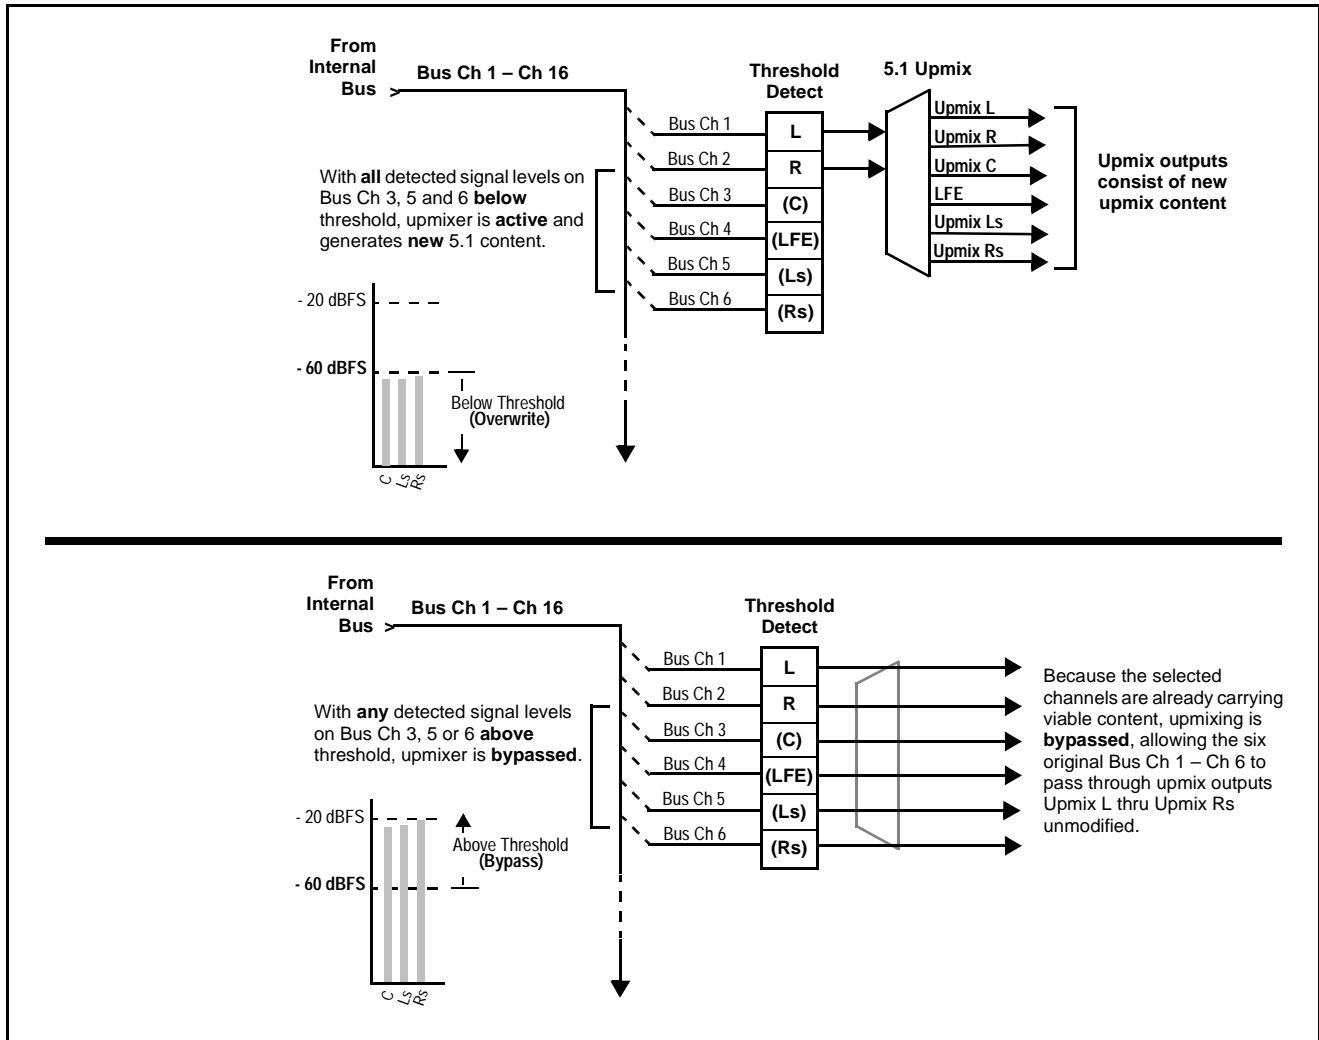 From
Internal
Bus
Bus Ch 1 – Ch 16
Threshold
Detect
5.1 Upmix
Bus Ch 1
Bus Ch 2
Bus Ch 3
Bus Ch 4
Bus Ch 5
Bus Ch 6
L
R
(C)
(LFE)
(Ls)
(Rs)
Upmix L
Upmix R
Upmix C
LFE
Upmix Ls
Upmix Rs
Upmix outputs
consist of new
upmix content
With all detected signal levels on
Bus Ch 3, 5 and 6 below
threshold, upmixer is active and
generates new 5.1 content.
- 20 dBFS
- 60 dBFS
Below Threshold
(Overwrite)
C
Ls
Rs
From
Internal
Bus
Bus Ch 1 – Ch 16
Threshold
Detect
Bus Ch 1
Bus Ch 2
Bus Ch 3
Bus Ch 4
Bus Ch 5
Bus Ch 6
L
R
(C)
(LFE)
(Ls)
(Rs)
Because the selected
channels are already carrying
viable content, upmixing is
bypassed, allowing the six
original Bus Ch 1 – Ch 6 to
pass through upmix outputs
Upmix L thru Upmix Rs
unmodified.
With any detected signal levels
on Bus Ch 3, 5 or 6 above
threshold, upmixer is bypassed.
- 20 dBFS
Above Threshold
(Bypass)
- 60 dBFS
C
Ls
Rs